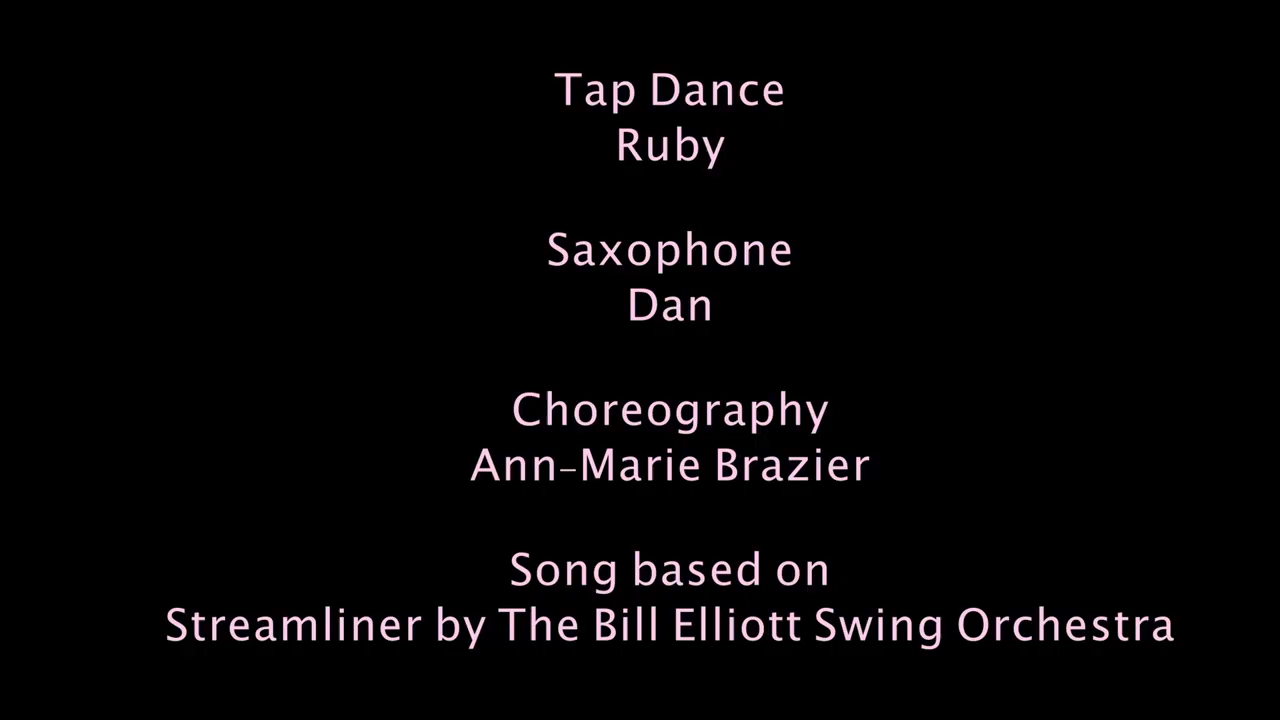 Tap Dance
Ruby
Saxophone
Dan
Choreography
Ann-Marie Brazier
Song based on
Streamliner by The Bill Elliott Swing Orchestra